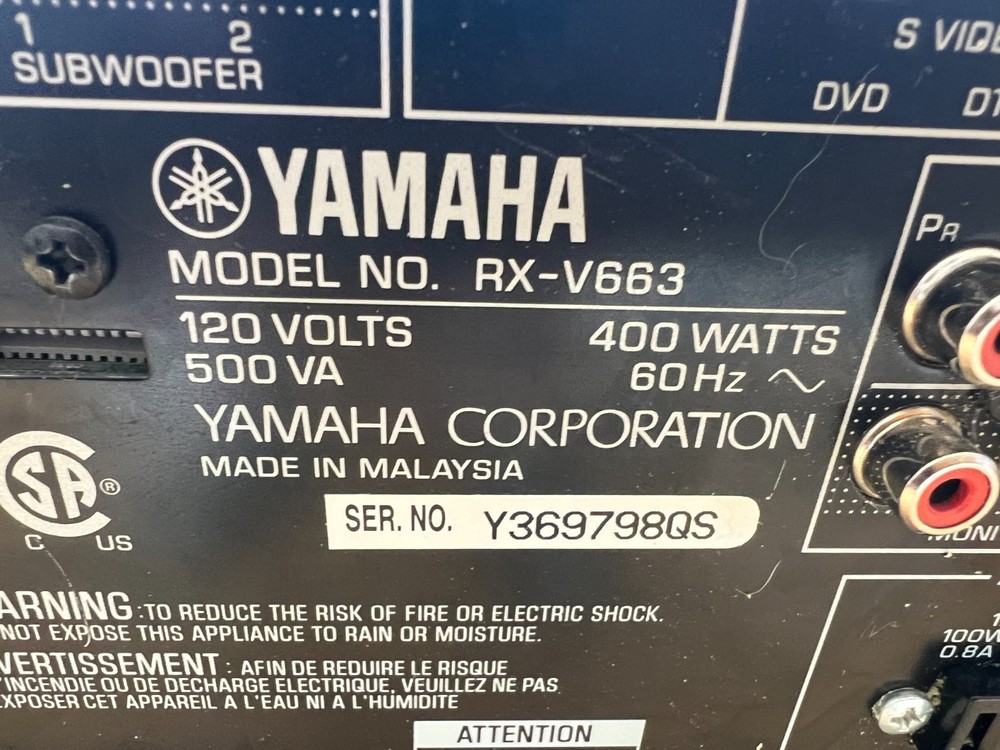 1 2
SUBWOOFER
S VIDE
DVD DT
YAMAHA
MODEL NO. RX-V663
120 VOLTS 400 WATTS
500 VA 60Hz ~
YAMAHA CORPORATION
MADE IN MALAYSIA
SER. NO. Y369798QS
PR
MONI
CSA®
C US
ARNING :TO REDUCE THE RISK OF FIRE OR ELECTRIC SHOCK.
NOT EXPOSE THIS APPLIANCE TO RAIN OR MOISTURE.
VERTISSEMENT : AFIN DE REDUIRE LE RISQUE
'INCENDIE OU DE DECHARGE ELECTRIQUE, VEUILLEZ NE PAS
EXPOSER CET APPAREIL A L'EAU NI A L'HUMIDITE
100W
0.8A
ATTENTION